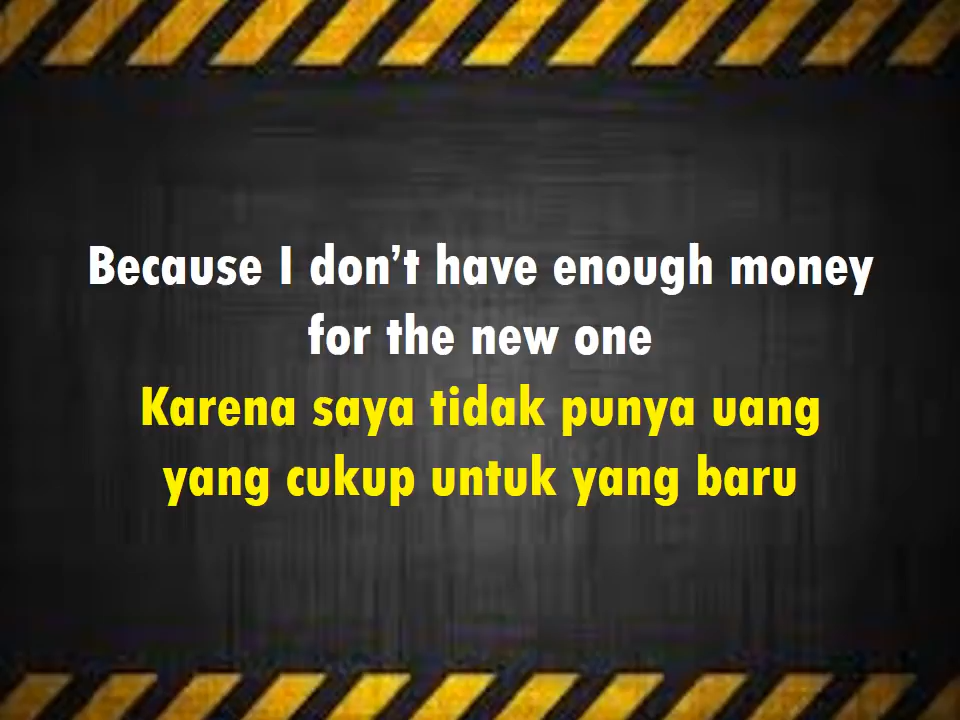 Because I don’t have enough money
for the new one
Karena saya tidak punya uang
yang cukup untuk yang baru